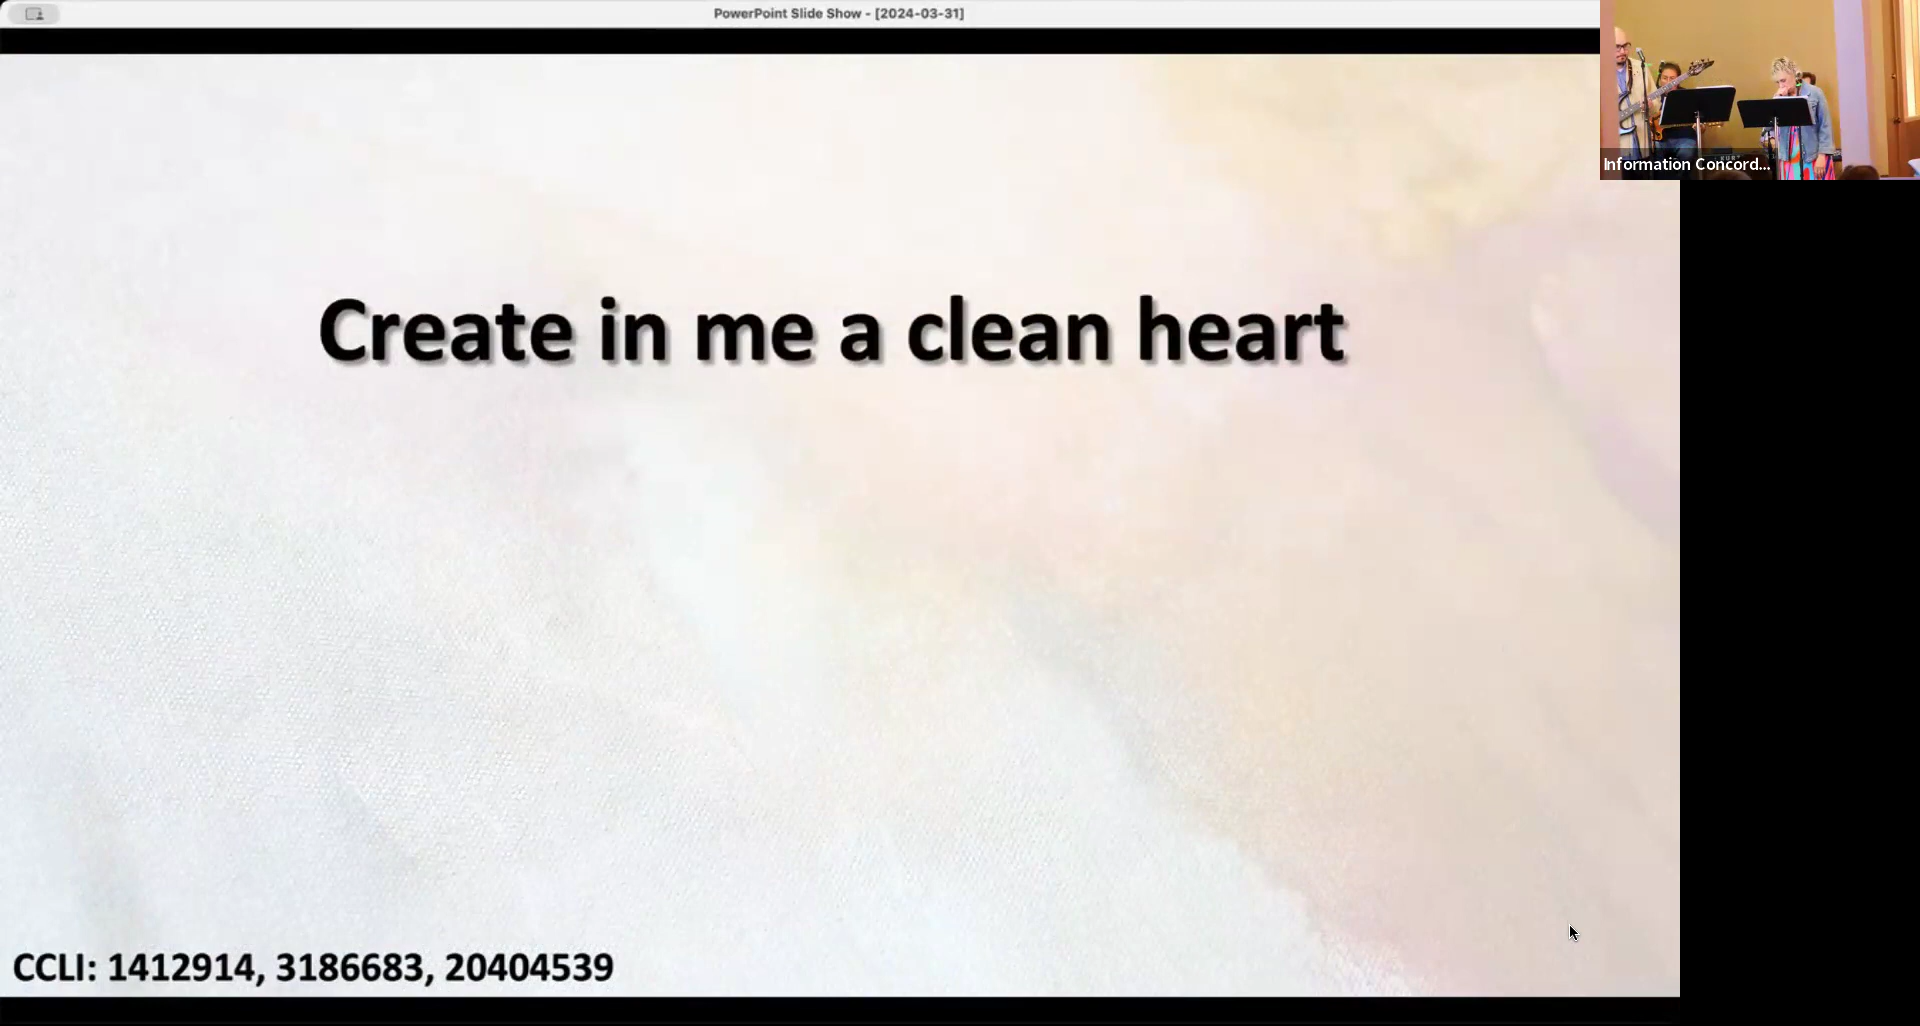 PowerPoint Slide Show - [2024-03-31]
Information Concord...
Create in me a clean heart
CCLI: 1412914, 3186683, 20404539